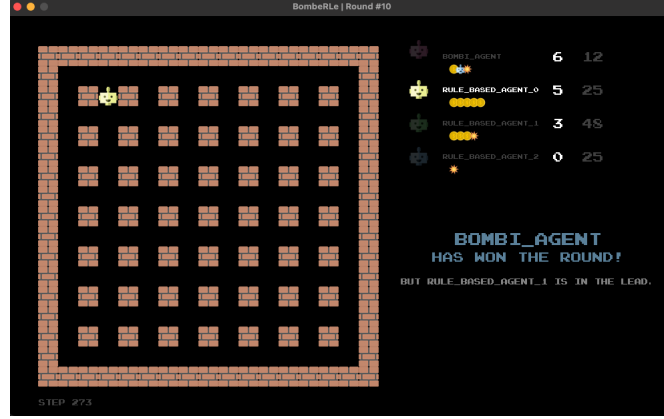 BombeRLe | Round #10
BOMBI_AGENT 6 12
RULE_BASED_AGENT_0 5 25
RULE_BASED_AGENT_1 3 48
RULE_BASED_AGENT_2 0 25
BOMBI_AGENT
HAS WON THE ROUND!
BUT RULE_BASED_AGENT_1 IS IN THE LEAD.
STEP 273